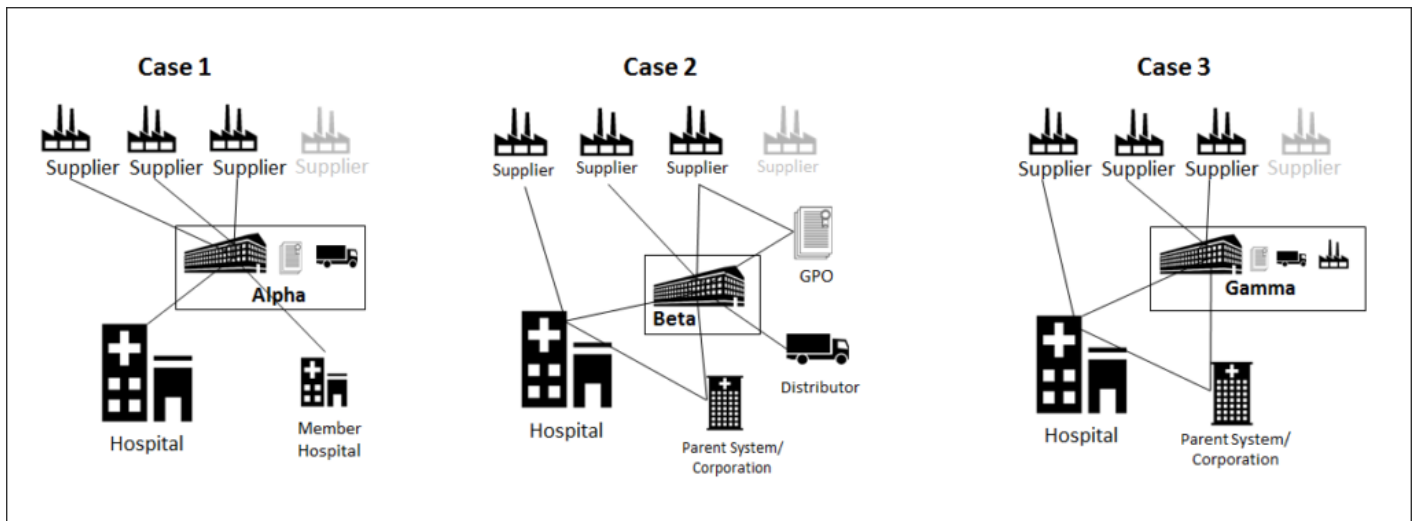 Case 1
Supplier
Supplier
Supplier
Supplier
Alpha
Hospital
Member
Hospital
Case 2
Supplier
Supplier
Supplier
Supplier
GPO
Beta
Distributor
Hospital
Parent System/
Corporation
Case 3
Supplier
Supplier
Supplier
Supplier
Gamma
Hospital
Parent System/
Corporation